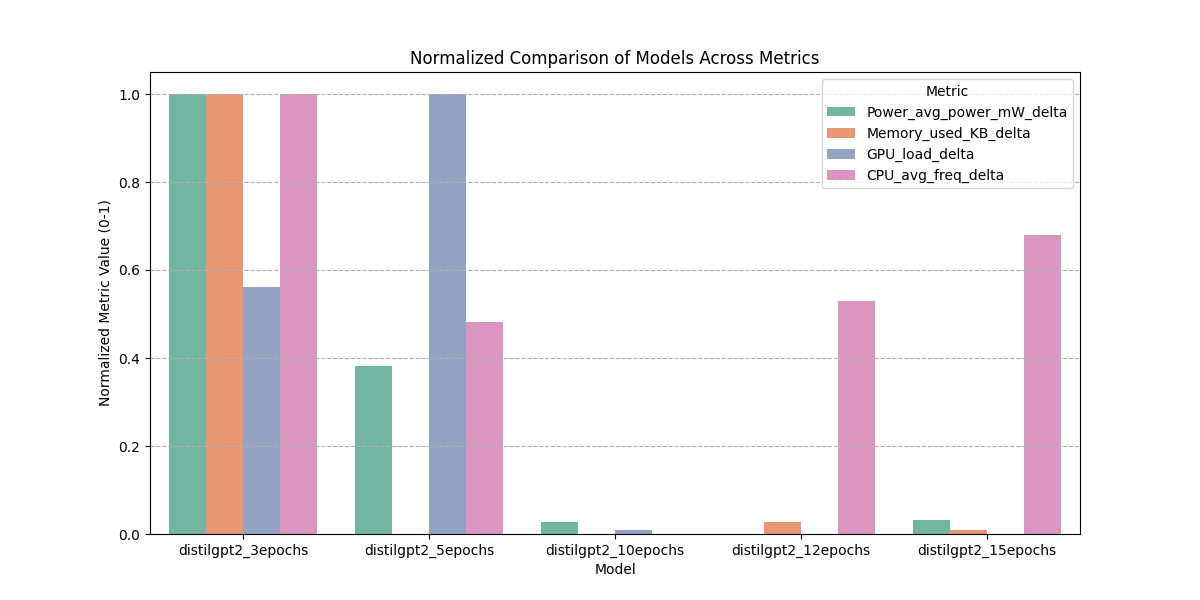 Normalized Comparison of Models Across Metrics
Metric
Power_avg_power_mW_delta
Memory_used_KB_delta
GPU_load_delta
CPU_avg_freq_delta
Normalized Metric Value (0-1)
1.0
0.8
0.6
0.4
0.2
0.0
distilgpt2_3epochs distilgpt2_5epochs distilgpt2_10epochs distilgpt2_12epochs distilgpt2_15epochs
Model